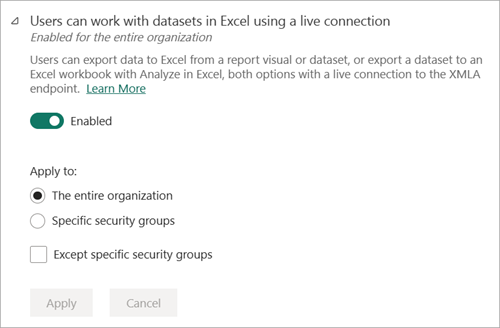 Users can work with datasets in Excel using a live connection
Enabled for the entire organization
Users can export data to Excel from a report visual or dataset, or export a dataset to an
Excel workbook with Analyze in Excel, both options with a live connection to the XMLA
endpoint. Learn More
Enabled
Apply to:
The entire organization
Specific security groups
Except specific security groups
Apply Cancel